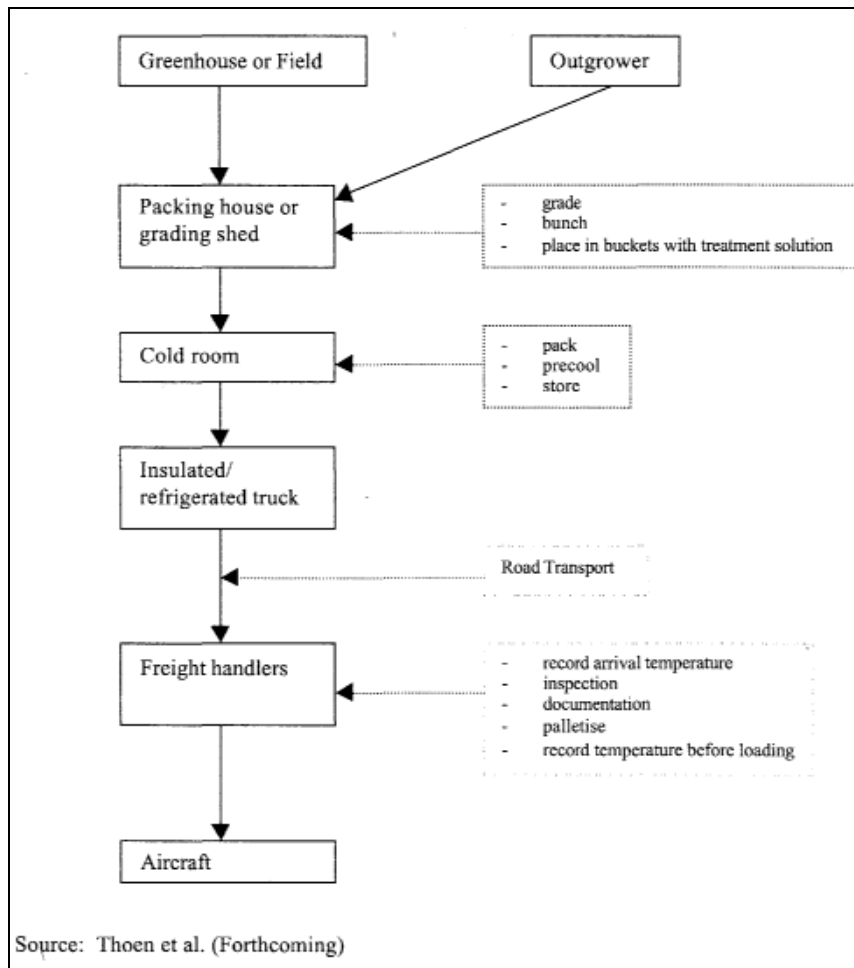 Greenhouse or Field
Outgrower
Packing house or
grading shed
- grade
- bunch
- place in buckets with treatment solution
Cold room
- pack
- precool
- store
Insulated/
refrigerated truck
Road Transport
Freight handlers
- record arrival temperature
- inspection
- documentation
- palletise
- record temperature before loading
Aircraft
Source: Thoen et al. (Forthcoming)